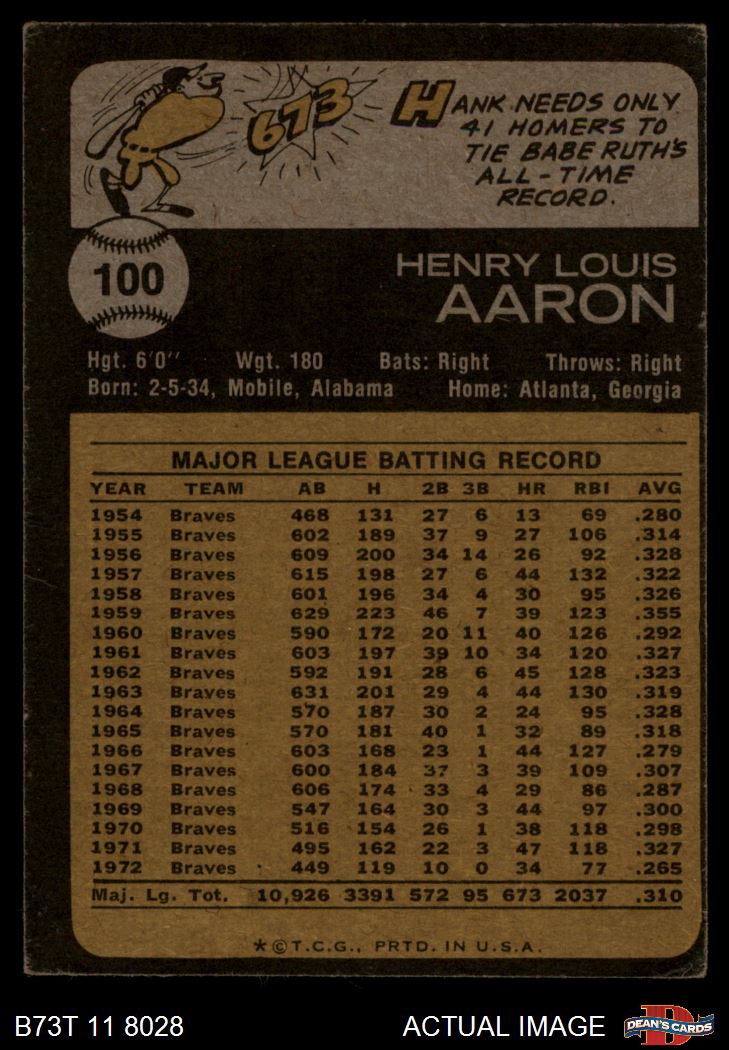 673
HANK NEEDS ONLY
41 HOMERS TO
TIE BABE RUTH'S
ALL-TIME
RECORD.
100
HENRY LOUIS
AARON
Hgt. 6'0'' Wgt. 180 Bats: Right Throws: Right
Born: 2-5-34, Mobile, Alabama Home: Atlanta, Georgia
MAJOR LEAGUE BATTING RECORD
YEAR TEAM AB H 2B 3B HR RBI AVG
1954 Braves 468 131 27 6 13 69 .280
1955 Braves 602 189 37 9 27 106 .314
1956 Braves 609 200 34 14 26 92 .328
1957 Braves 615 198 27 6 44 132 .322
1958 Braves 601 196 34 4 30 95 .326
1959 Braves 629 223 46 7 39 123 .355
1960 Braves 590 172 20 11 40 126 .292
1961 Braves 603 197 39 10 34 120 .327
1962 Braves 592 191 28 6 45 128 .323
1963 Braves 631 201 29 4 44 130 .319
1964 Braves 570 187 30 2 24 95 .328
1965 Braves 570 181 40 1 32 89 .318
1966 Braves 603 168 23 1 44 127 .279
1967 Braves 600 184 37 3 39 109 .307
1968 Braves 606 174 33 4 29 86 .287
1969 Braves 547 164 30 3 44 97 .300
1970 Braves 516 154 26 1 38 118 .298
1971 Braves 495 162 22 3 47 118 .327
1972 Braves 449 119 10 0 34 77 .265
Maj. Lg. Tot. 10,926 3391 572 95 673 2037 .310
*©T.C.G., PRTD. IN U.S.A.
B73T 11 8028 ACTUAL IMAGE D DEAN'S CARDS